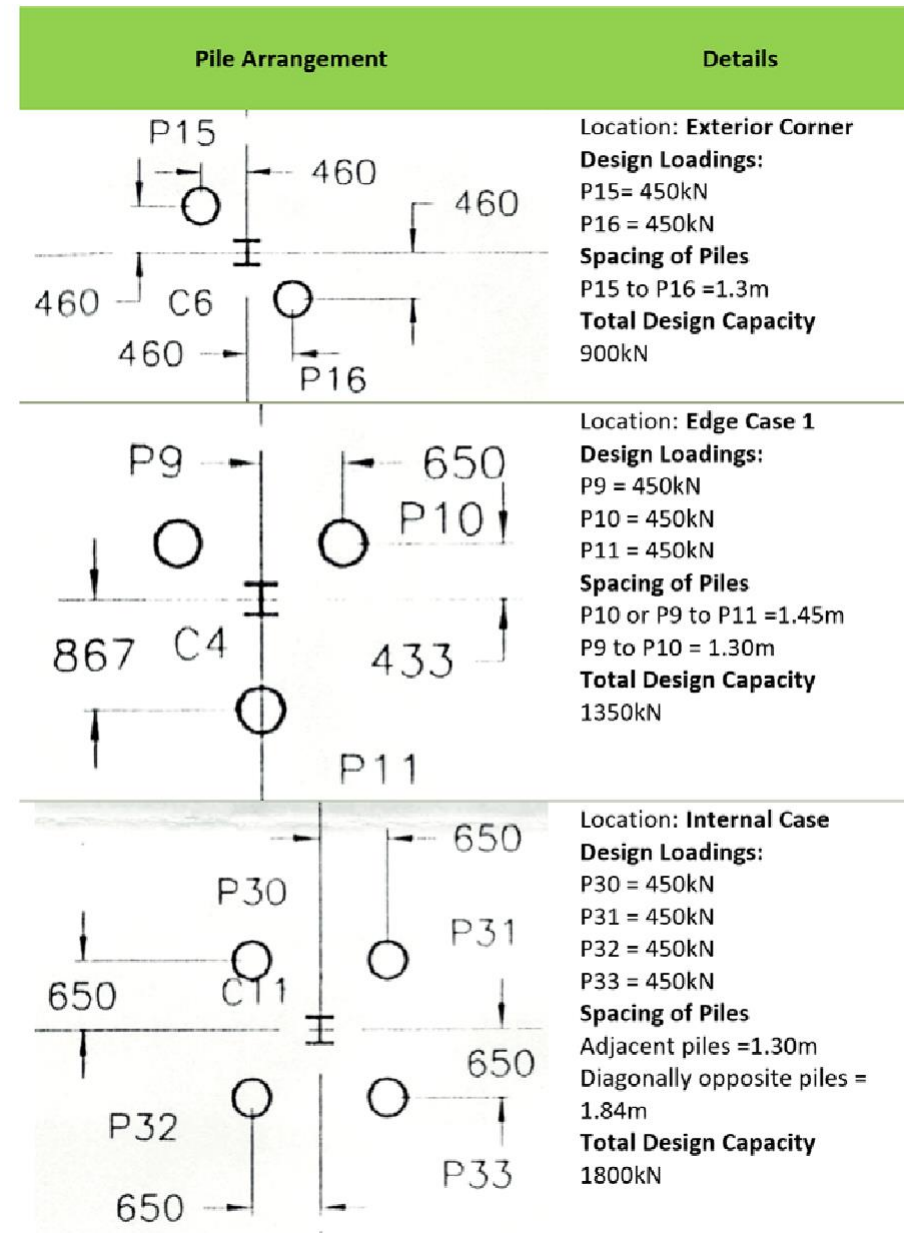 Pile Arrangement
Details
P15
460
460
460
C6
460
P16
Location: Exterior Corner
Design Loadings:
P15= 450kN
P16 = 450kN
Spacing of Piles
P15 to P16 =1.3m
Total Design Capacity
900kN
P9
650
P10
867
C4
433
P11
Location: Edge Case 1
Design Loadings:
P9 = 450kN
P10 = 450kN
P11 = 450kN
Spacing of Piles
P10 or P9 to P11 =1.45m
P9 to P10 = 1.30m
Total Design Capacity
1350kN
650
P30
P31
650
C11
650
P32
P33
650
Location: Internal Case
Design Loadings:
P30 = 450kN
P31 = 450kN
P32 = 450kN
P33 = 450kN
Spacing of Piles
Adjacent piles =1.30m
Diagonally opposite piles =
1.84m
Total Design Capacity
1800kN